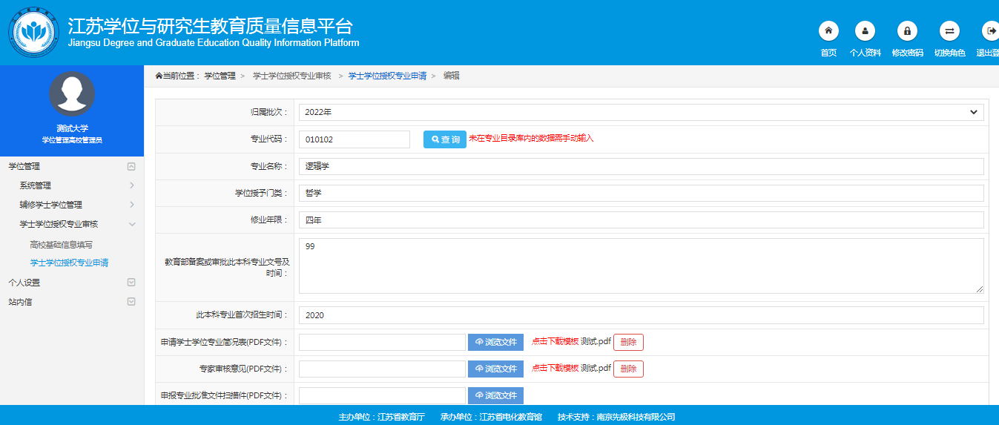 江苏学位与研究生教育质量信息平台
Jiangsu Degree and Graduate Education Quality Information Platform
首页 个人资料 修改密码 切换角色 退出登
测试大学
学位管理高校管理员
学位管理
系统管理
辅修学士学位管理
学士学位授权专业审核
高校基础信息填写
学士学位授权专业申请
个人设置
站内信
当前位置： 学位管理 > 学士学位授权专业审核 > 学士学位授权专业申请 > 编辑
归属批次： 2022年
专业代码： 010102 查询 未在专业目录库内的数据需手动输入
专业名称： 逻辑学
学位授予门类： 哲学
修业年限： 四年
教育部备案或审批此本科专业文号及
时间： 99
此本科专业首次招生时间： 2020
申请学士学位专业简况表(PDF文件)： 浏览文件 点击下载模板 测试.pdf 删除
专家审核意见(PDF文件)： 浏览文件 点击下载模板 测试.pdf 删除
申报专业批准文件扫描件(PDF文件)： 浏览文件
主办单位：江苏省教育厅 承办单位：江苏省电化教育馆 技术支持：南京先极科技有限公司